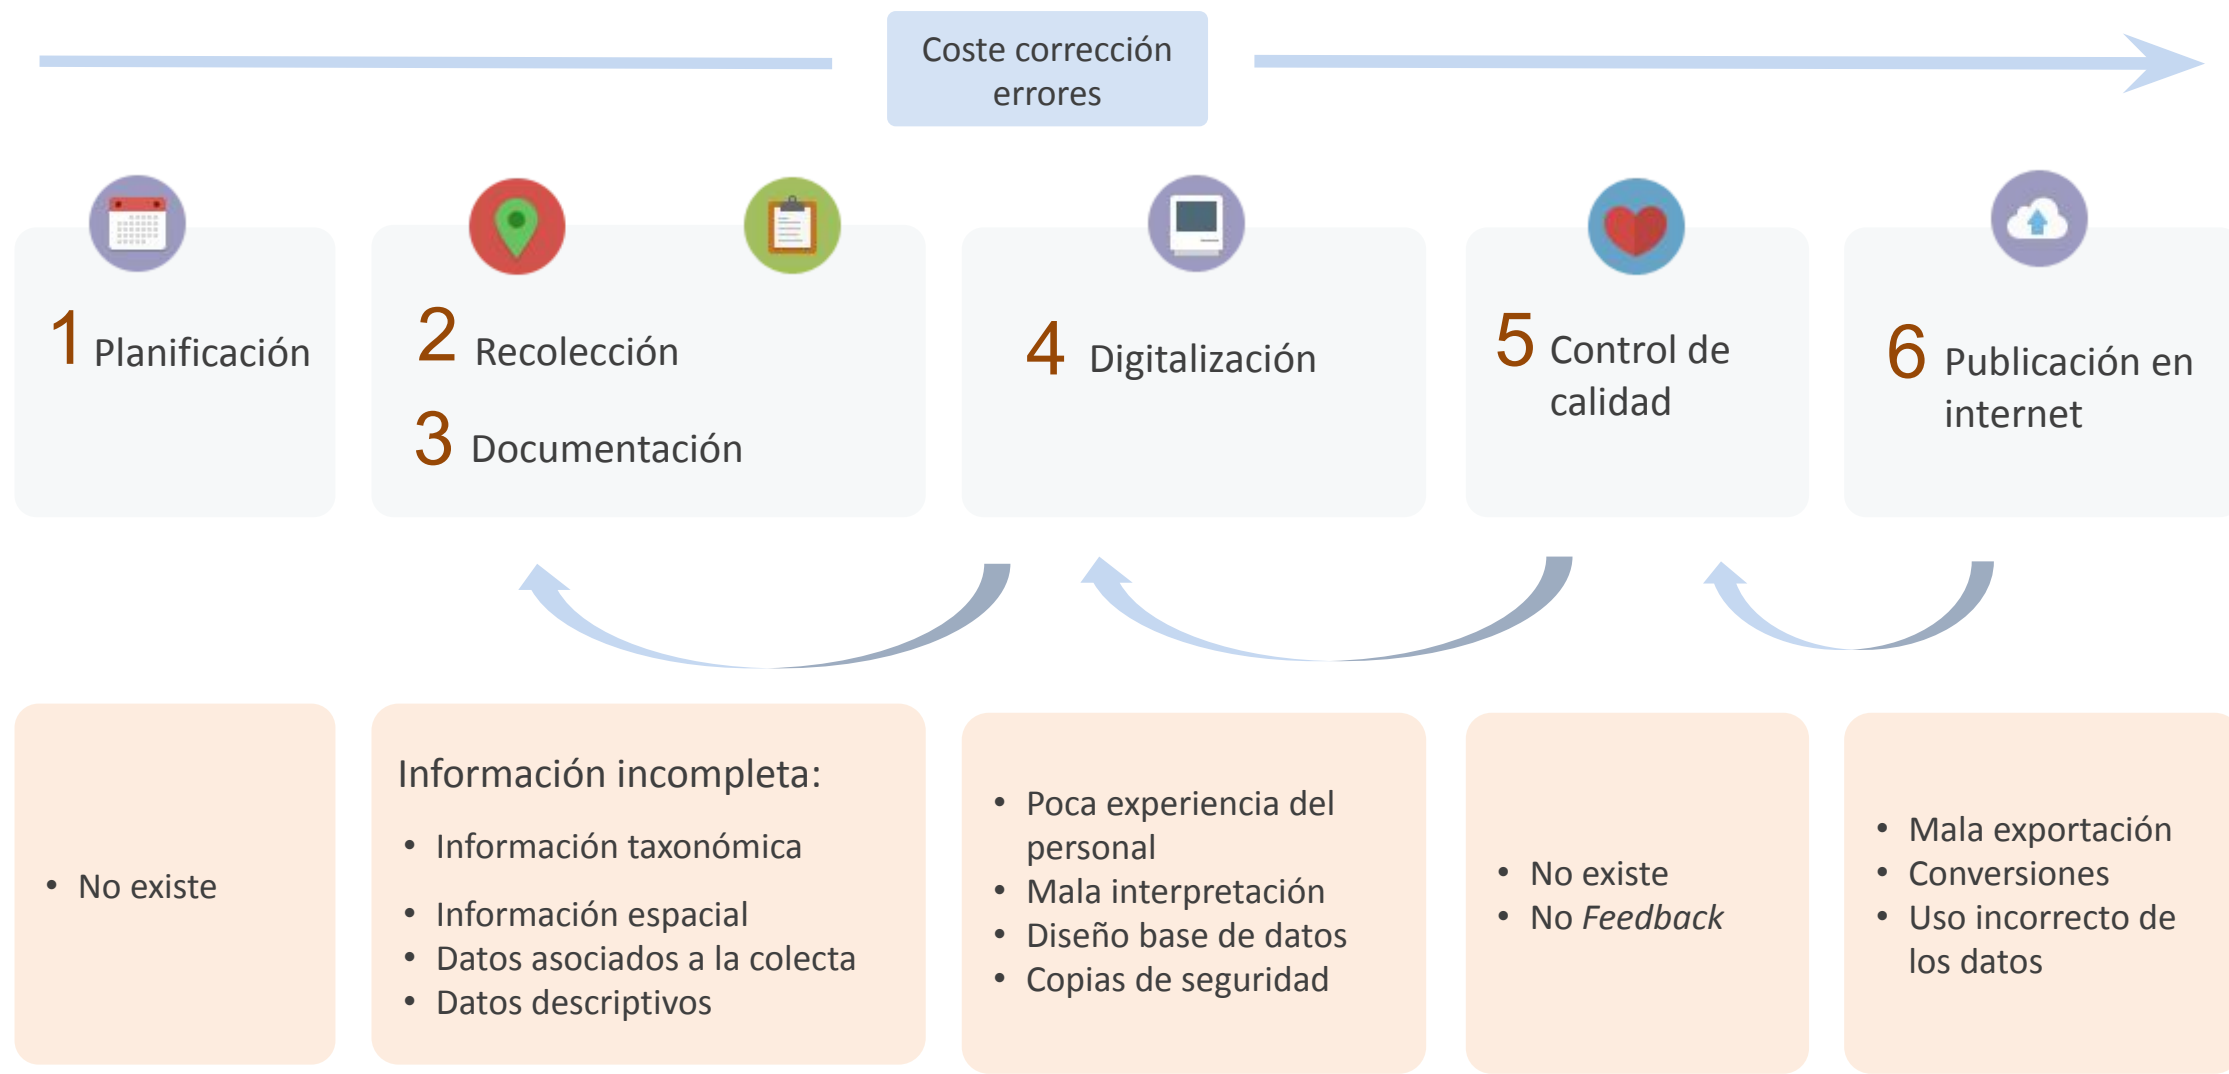 Coste corrección
errores
1 Planificación
2 Recolección
3 Documentación
4 Digitalización
5 Control de
calidad
6 Publicación en
internet
• No existe
Información incompleta:
• Información taxonómica
• Información espacial
• Datos asociados a la colecta
• Datos descriptivos
• Poca experiencia del
personal
• Mala interpretación
• Diseño base de datos
• Copias de seguridad
• No existe
• No Feedback
• Mala exportación
• Conversiones
• Uso incorrecto de
los datos